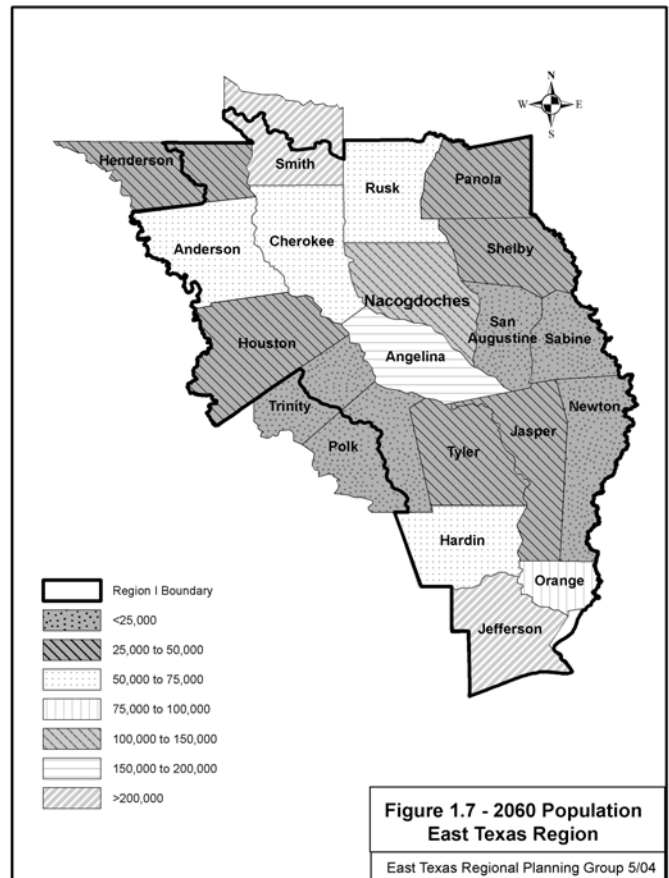 N
W E
S
Henderson
Smith
Rusk
Panola
Anderson
Cherokee
Shelby
Nacogdoches
San
Augustine
Sabine
Houston
Angelina
Trinity
Newton
Jasper
Polk
Tyler
Hardin
Orange
Jefferson
Region I Boundary
<25,000
25,000 to 50,000
50,000 to 75,000
75,000 to 100,000
100,000 to 150,000
150,000 to 200,000
>200,000
Figure 1.7 - 2060 Population
East Texas Region
East Texas Regional Planning Group 5/04